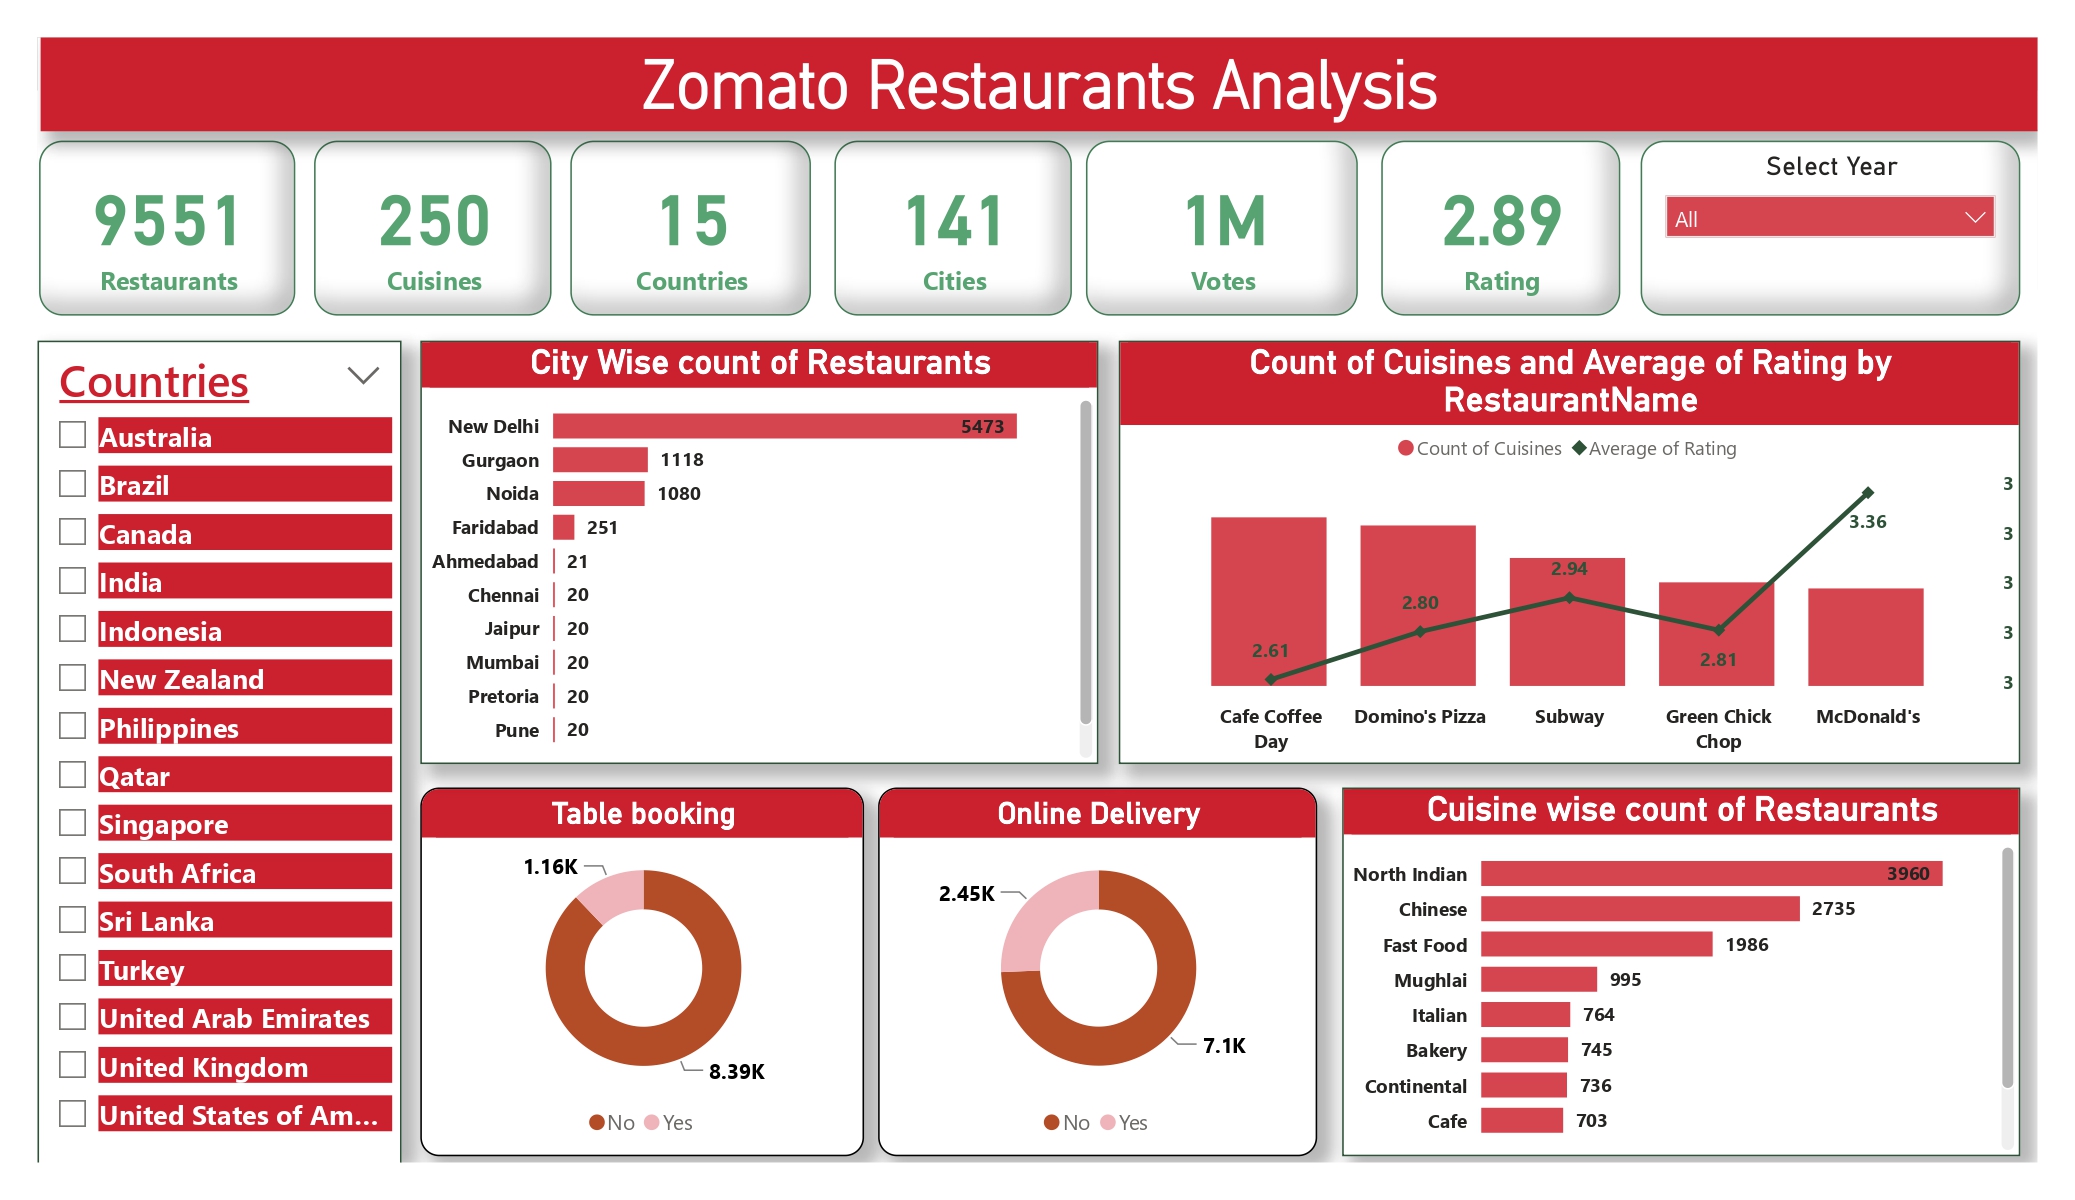 Zomato Restaurants Analysis
9551
Restaurants
250
Cuisines
15
Countries
141
Cities
1M
Votes
2.89
Rating
Select Year
All
Countries
Australia
Brazil
Canada
India
Indonesia
New Zealand
Philippines
Qatar
Singapore
South Africa
Sri Lanka
Turkey
United Arab Emirates
United Kingdom
United States of Am...
City Wise count of Restaurants
New Delhi 5473
Gurgaon 1118
Noida 1080
Faridabad 251
Ahmedabad 21
Chennai 20
Jaipur 20
Mumbai 20
Pretoria 20
Pune 20
Count of Cuisines and Average of Rating by
RestaurantName
Count of Cuisines Average of Rating
3
3
3
3
3
2.61
2.80
2.94
2.81
3.36
Cafe Coffee
Day
Domino's Pizza
Subway
Green Chick
Chop
McDonald's
Table booking
1.16K
8.39K
No Yes
Online Delivery
2.45K
7.1K
No Yes
Cuisine wise count of Restaurants
North Indian 3960
Chinese 2735
Fast Food 1986
Mughlai 995
Italian 764
Bakery 745
Continental 736
Cafe 703